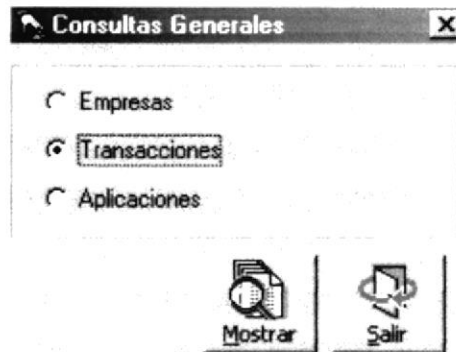 Consultas Generales
Empresas
Transacciones
Aplicaciones
Mostrar
Salir